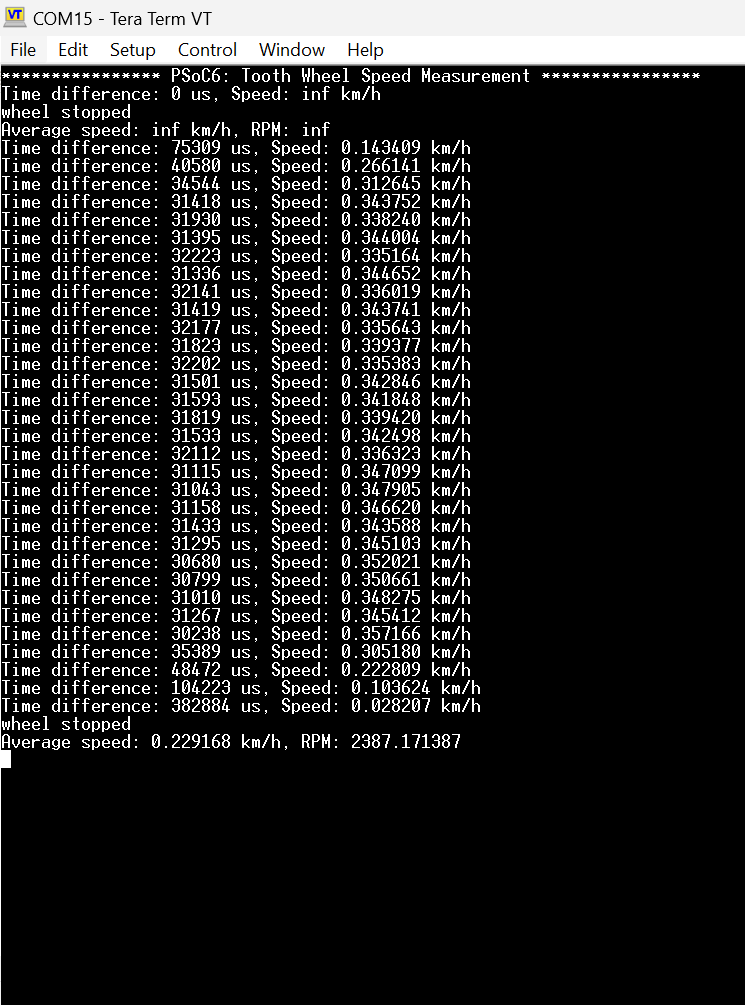 VT
COM15 - Tera Term VT
File Edit Setup Control Window Help
**************** PSoC6: Tooth Wheel Speed Measurement ****************
Time difference: 0 us, Speed: inf km/h
wheel stopped
Average speed: inf km/h, RPM: inf
Time difference: 75309 us, Speed: 0.143409 km/h
Time difference: 40580 us, Speed: 0.266141 km/h
Time difference: 34544 us, Speed: 0.312645 km/h
Time difference: 31418 us, Speed: 0.343752 km/h
Time difference: 31930 us, Speed: 0.338240 km/h
Time difference: 31395 us, Speed: 0.344004 km/h
Time difference: 32223 us, Speed: 0.335164 km/h
Time difference: 31336 us, Speed: 0.344652 km/h
Time difference: 32141 us, Speed: 0.336019 km/h
Time difference: 31419 us, Speed: 0.343741 km/h
Time difference: 32177 us, Speed: 0.335643 km/h
Time difference: 31823 us, Speed: 0.339377 km/h
Time difference: 32202 us, Speed: 0.335383 km/h
Time difference: 31501 us, Speed: 0.342846 km/h
Time difference: 31593 us, Speed: 0.341848 km/h
Time difference: 31819 us, Speed: 0.339420 km/h
Time difference: 31533 us, Speed: 0.342498 km/h
Time difference: 32112 us, Speed: 0.336323 km/h
Time difference: 31115 us, Speed: 0.347099 km/h
Time difference: 31043 us, Speed: 0.347905 km/h
Time difference: 31158 us, Speed: 0.346620 km/h
Time difference: 31433 us, Speed: 0.343588 km/h
Time difference: 31295 us, Speed: 0.345103 km/h
Time difference: 30680 us, Speed: 0.352021 km/h
Time difference: 30799 us, Speed: 0.350661 km/h
Time difference: 31010 us, Speed: 0.348275 km/h
Time difference: 31267 us, Speed: 0.345412 km/h
Time difference: 30238 us, Speed: 0.357166 km/h
Time difference: 35389 us, Speed: 0.305180 km/h
Time difference: 48472 us, Speed: 0.222809 km/h
Time difference: 104223 us, Speed: 0.103624 km/h
Time difference: 382884 us, Speed: 0.028207 km/h
wheel stopped
Average speed: 0.229168 km/h, RPM: 2387.171387